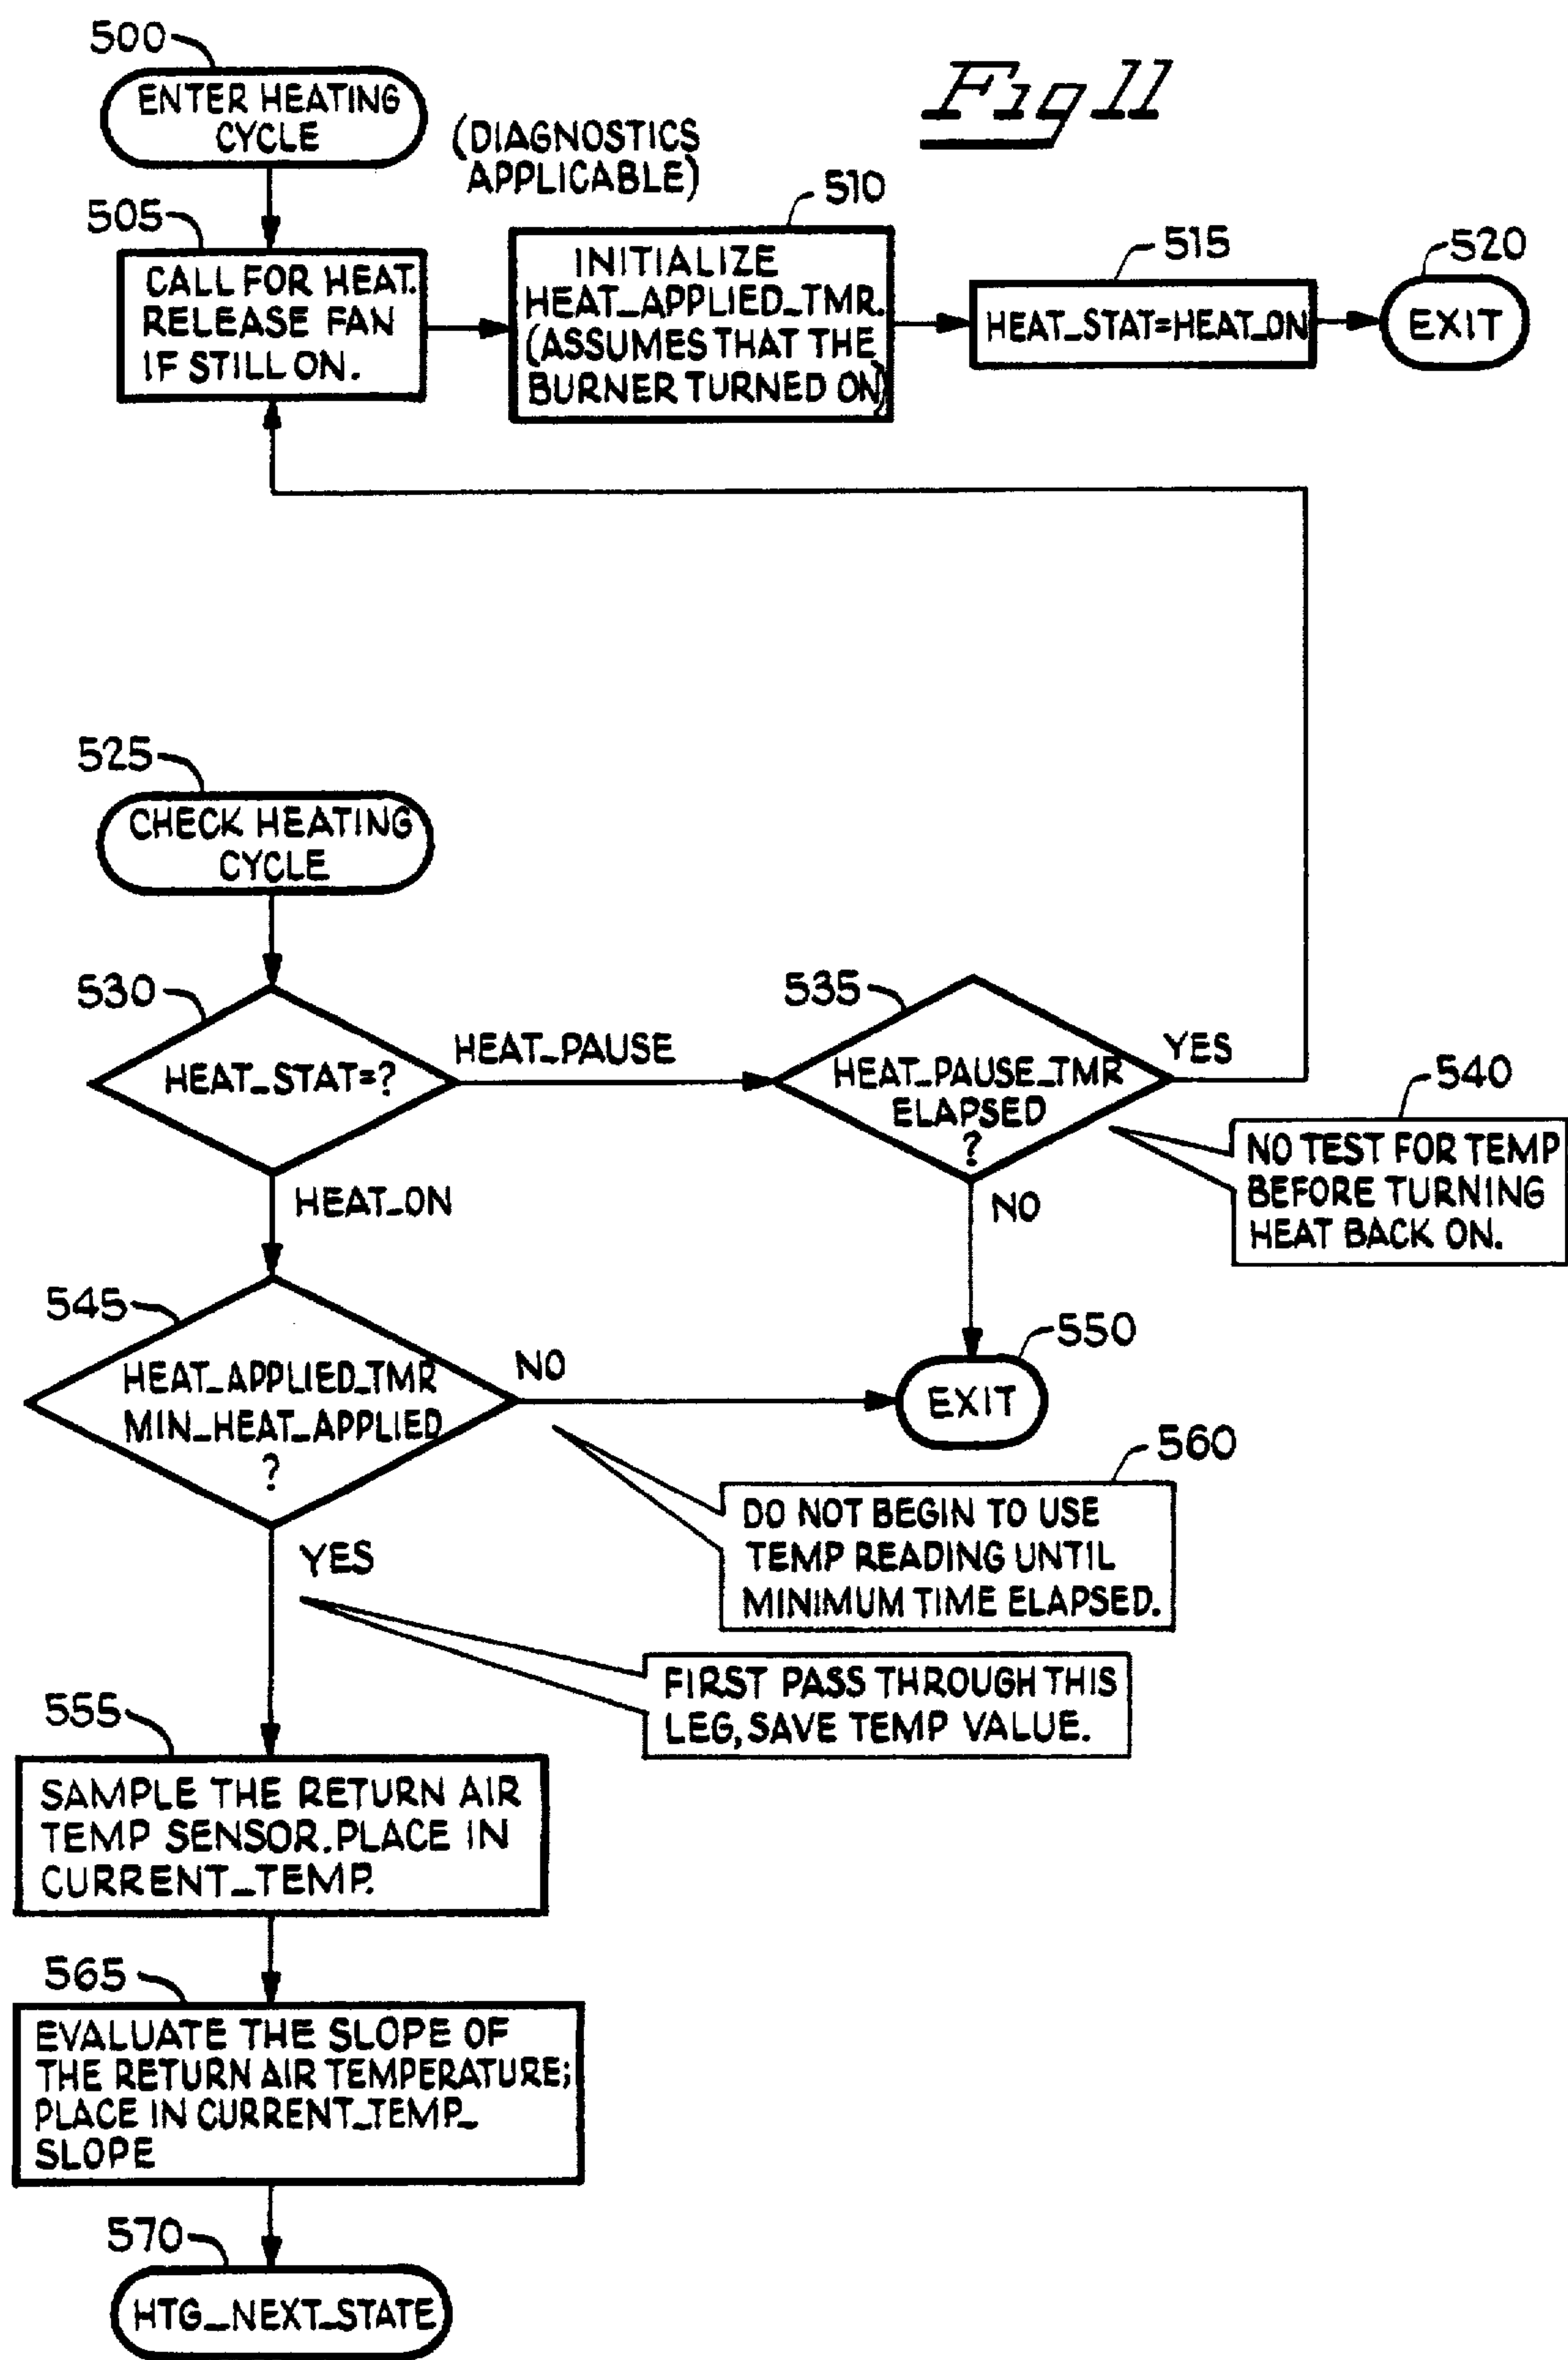 Fig 11
500
ENTER HEATING
CYCLE
(DIAGNOSTICS
APPLICABLE)
505
CALL FOR HEAT.
RELEASE FAN
IF STILL ON.
510
INITIALIZE
HEAT_APPLIED_TMR.
(ASSUMES THAT THE
BURNER TURNED ON)
515
HEAT_STAT=HEAT_ON
520
EXIT
525
CHECK HEATING
CYCLE
530
HEAT_STAT=?
HEAT_PAUSE
535
HEAT_PAUSE_TMR
ELAPSED
?
YES
540
NO TEST FOR TEMP
BEFORE TURNING
HEAT BACK ON.
HEAT_ON
NO
545
HEAT_APPLIED_TMR
MIN_HEAT_APPLIED
?
NO
550
EXIT
560
DO NOT BEGIN TO USE
TEMP READING UNTIL
MINIMUM TIME ELAPSED.
YES
FIRST PASS THROUGH THIS
LEG, SAVE TEMP VALUE.
555
SAMPLE THE RETURN AIR
TEMP SENSOR. PLACE IN
CURRENT_TEMP.
565
EVALUATE THE SLOPE OF
THE RETURN AIR TEMPERATURE;
PLACE IN CURRENT_TEMP_
SLOPE
570
HTG_NEXT_STATE